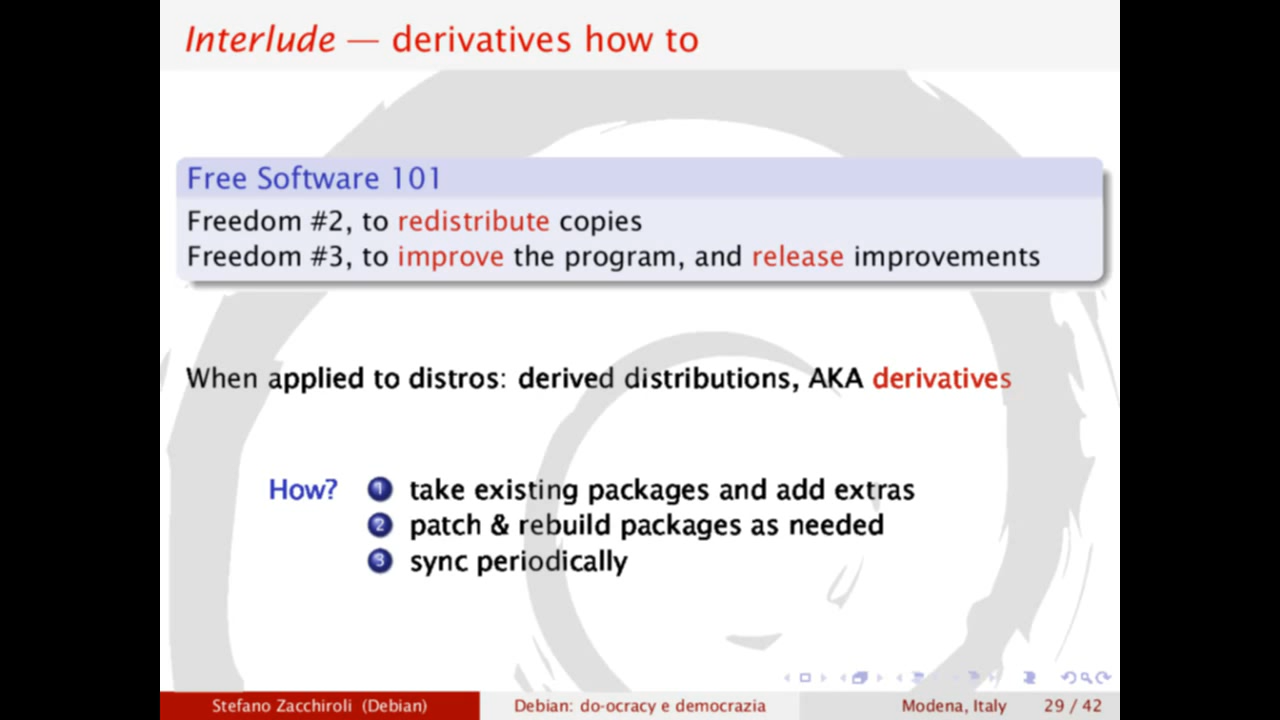 Interlude — derivatives how to
Free Software 101
Freedom #2, to redistribute copies
Freedom #3, to improve the program, and release improvements
When applied to distros: derived distributions, AKA derivatives
How? 1 take existing packages and add extras
2 patch & rebuild packages as needed
3 sync periodically
Stefano Zacchiroli (Debian) Debian: do-ocracy e democrazia Modena, Italy 29 / 42